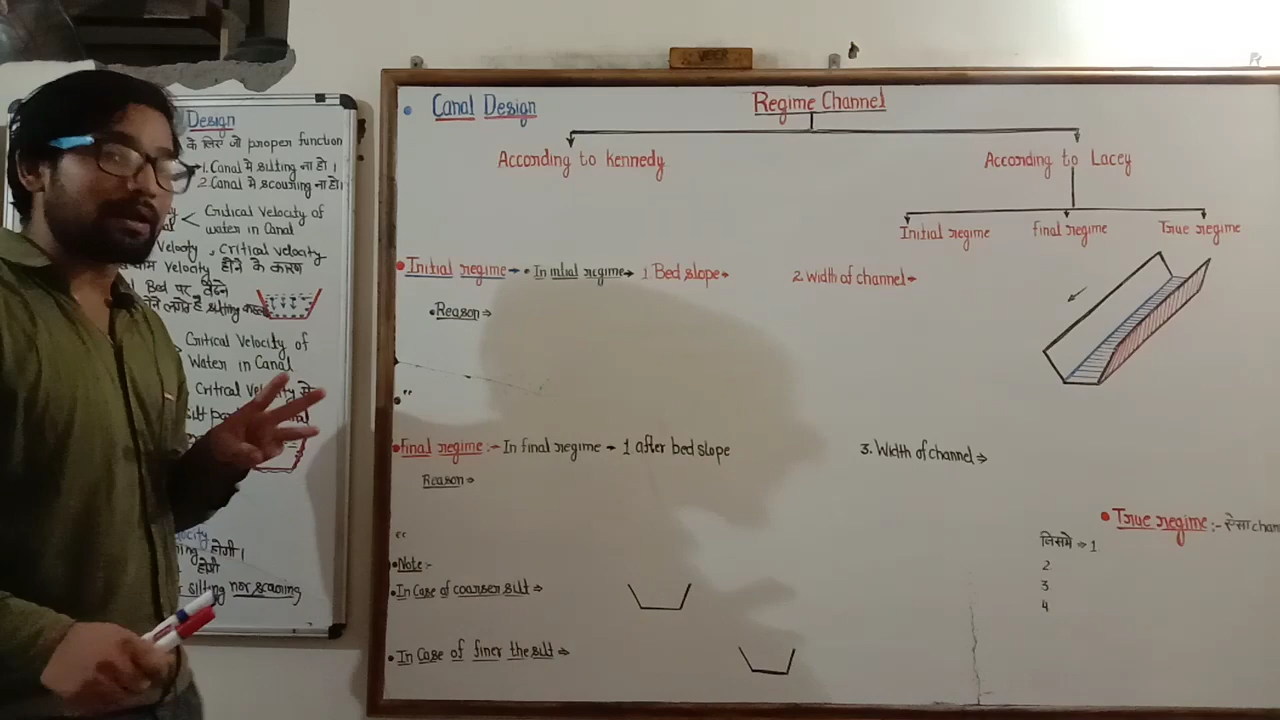 VEER
Design
के लिए जो proper function
1. Canal मे silting ना हो ।
2. Canal मे scouring ना हो।
Critical Velocity of
water in Canal
Velocity , Critical velocity
Velocity होने के कारण
Bed पर बैठने
लगते है silting
Critical Velocity of
Water in Canal
Critical से
silt
होगी ।
होगी
silting nor scouring
• Canal Design
Regime Channel
According to Kennedy
According to Lacey
Initial regime
final regime
True regime
• Initial regime → • In initial regime → 1 Bed slope →
2. Width of channel →
• Reason ⇒
• "
• Final regime :- In final regime → 1 after bed slope
3. Width of channel ⇒
Reason ⇒
• True regime :- ऐसा chan
जिसमे ⇒ 1
2
3
4
"
• Note :-
• In Case of coarser silt ⇒
• In Case of finer the silt ⇒